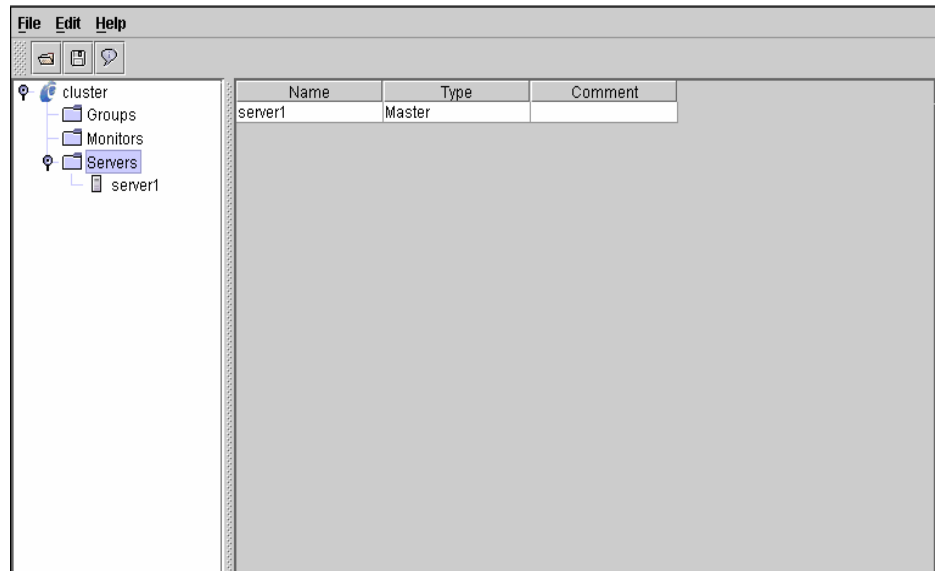 File Edit Help
cluster
Groups
Monitors
Servers
server1
Name Type Comment
server1 Master